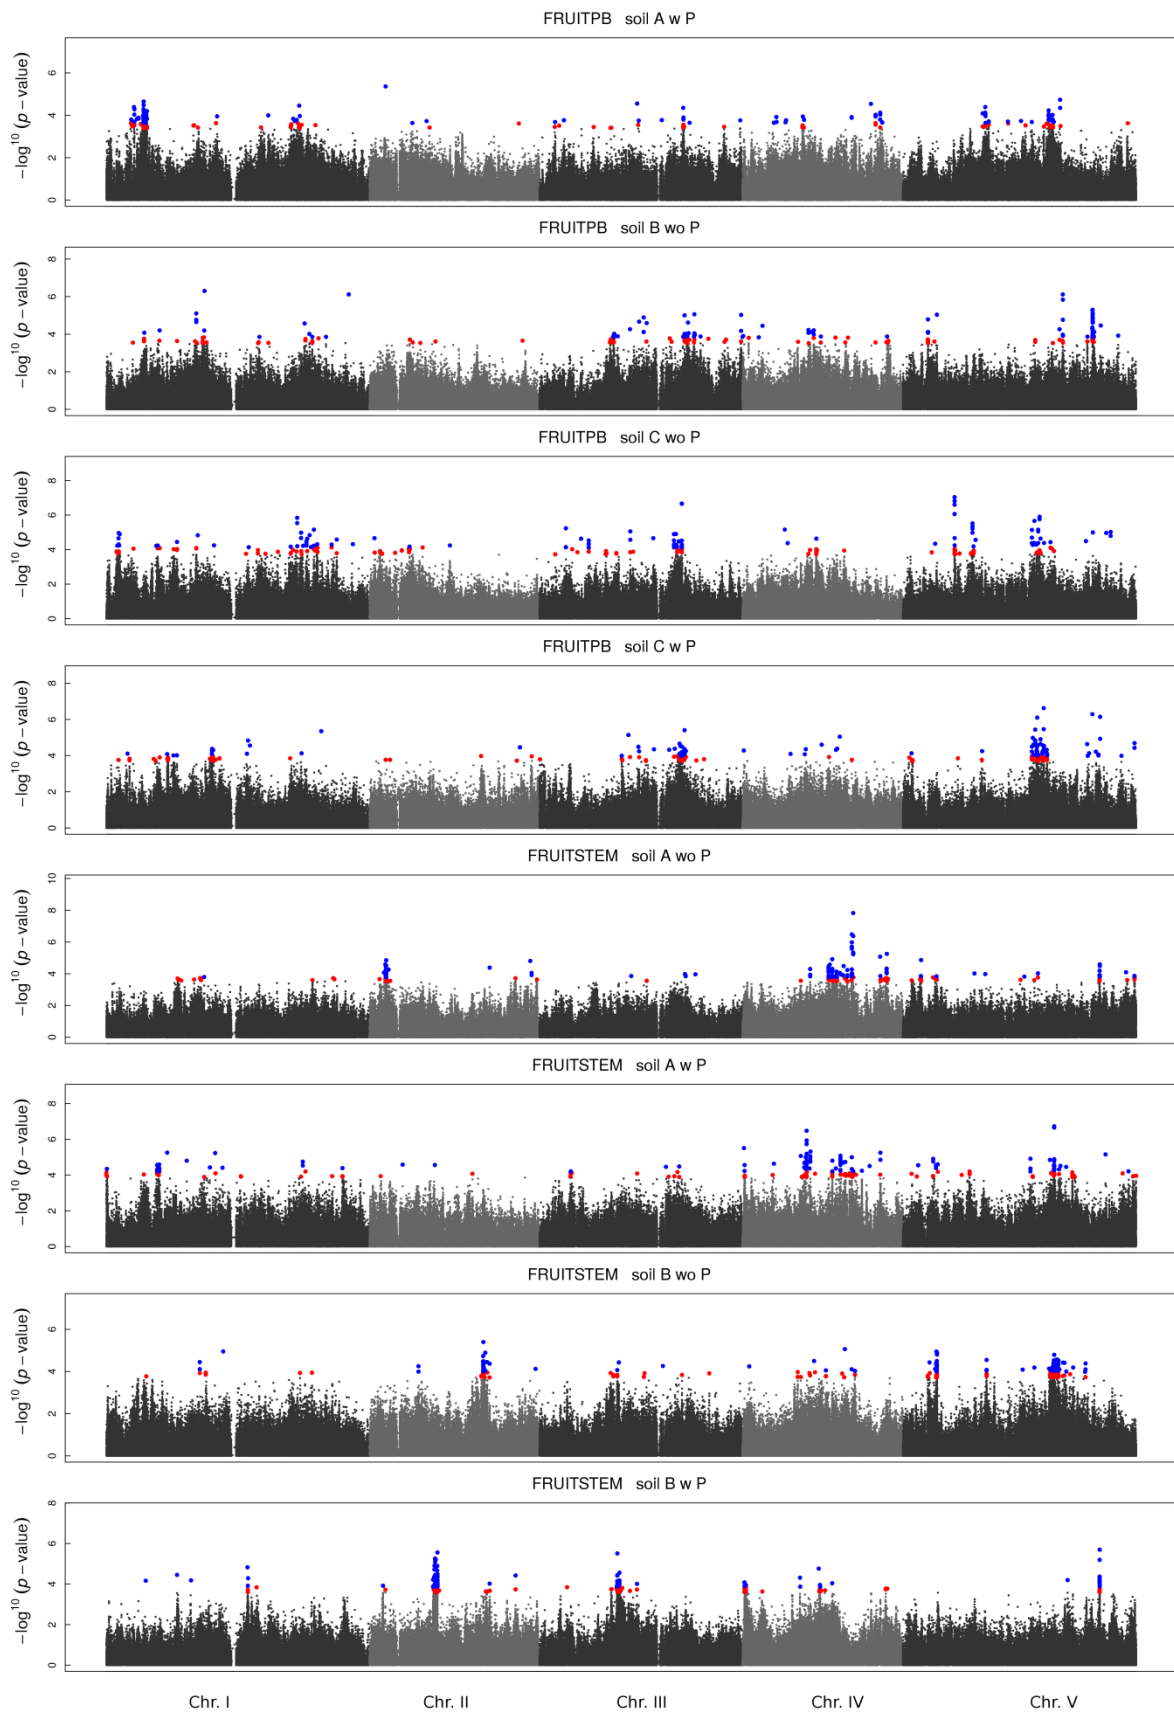 FRUITPB soil A w P
−log¹⁰ (p − value)
6
4
2
0
FRUITPB soil B wo P
−log¹⁰ (p − value)
8
6
4
2
0
FRUITPB soil C wo P
−log¹⁰ (p − value)
8
6
4
2
0
FRUITPB soil C w P
−log¹⁰ (p − value)
8
6
4
2
0
FRUITSTEM soil A wo P
−log¹⁰ (p − value)
10
8
6
4
2
0
FRUITSTEM soil A w P
−log¹⁰ (p − value)
8
6
4
2
0
FRUITSTEM soil B wo P
−log¹⁰ (p − value)
6
4
2
0
FRUITSTEM soil B w P
−log¹⁰ (p − value)
8
6
4
2
0
Chr. I Chr. II Chr. III Chr. IV Chr. V